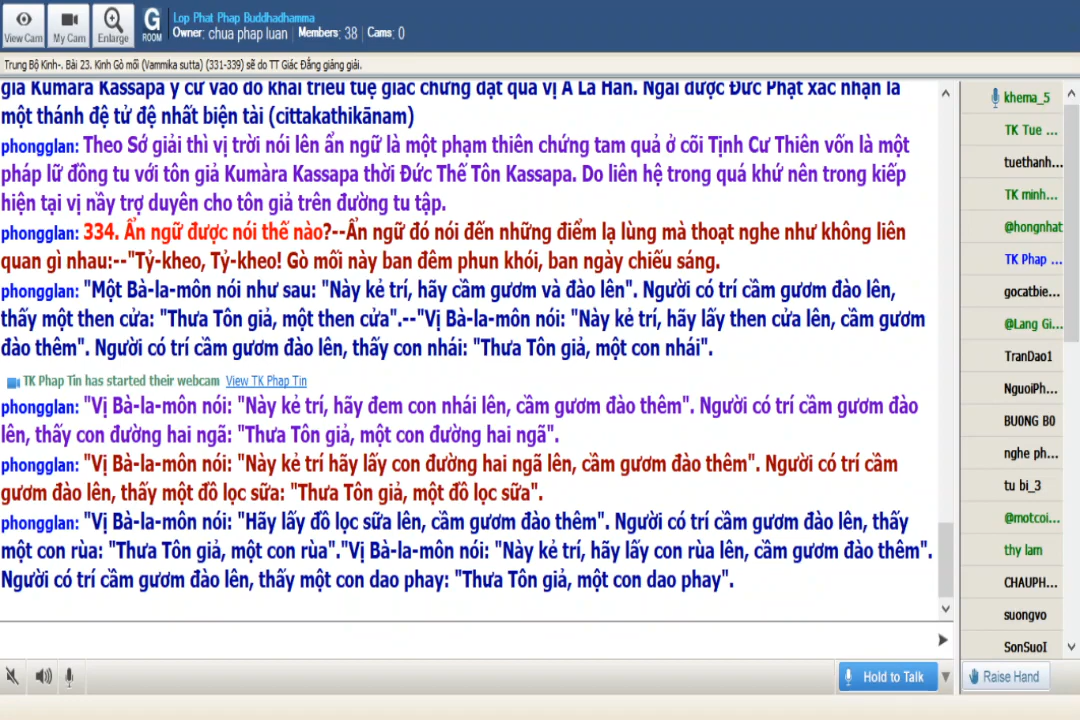 View Cam
My Cam
Enlarge
G
ROOM
Lop Phat Phap Buddhadhamma
Owner: chua phap luan | Members: 38 | Cams: 0
Trung Bộ Kinh-. Bài 23. Kinh Gò mối (Vammika sutta) (331-339) sẽ do TT Giác Đẳng giảng giải.
giả Kumàra Kassapa y cứ vào đó khai triễu tuệ giác chứng đạt quả vị A La Hán. Ngài được Đức Phật xác nhận là
một thánh đệ tử đệ nhất biện tài (cittakathikānam)
phongglan: Theo Sớ giải thì vị trời nói lên ẩn ngữ là một phạm thiên chứng tam quả ở cõi Tịnh Cư Thiên vốn là một
pháp lữ đồng tu với tôn giả Kumàra Kassapa thời Đức Thế Tôn Kassapa. Do liên hệ trong quá khứ nên trong kiếp
hiện tại vị nầy trợ duyên cho tôn giả trên đường tu tập.
phongglan: 334. Ẩn ngữ được nói thế nào?--Ẩn ngữ đó nói đến những điểm lạ lùng mà thoạt nghe như không liên
quan gì nhau:--"Tỷ-kheo, Tỷ-kheo! Gò mối này ban đêm phun khói, ban ngày chiếu sáng.
phongglan: "Một Bà-la-môn nói như sau: "Này kẻ trí, hãy cầm gươm và đào lên". Người có trí cầm gươm đào lên,
thấy một then cửa: "Thưa Tôn giả, một then cửa".--"Vị Bà-la-môn nói: "Này kẻ trí, hãy lấy then cửa lên, cầm gươm
đào thêm". Người có trí cầm gươm đào lên, thấy con nhái: "Thưa Tôn giả, một con nhái".
TK Phap Tin has started their webcam View TK Phap Tin
phongglan: "Vị Bà-la-môn nói: "Này kẻ trí, hãy đem con nhái lên, cầm gươm đào thêm". Người có trí cầm gươm đào
lên, thấy con đường hai ngã: "Thưa Tôn giả, một con đường hai ngã".
phongglan: "Vị Bà-la-môn nói: "Này kẻ trí hãy lấy con đường hai ngã lên, cầm gươm đào thêm". Người có trí cầm
gươm đào lên, thấy một đồ lọc sữa: "Thưa Tôn giả, một đồ lọc sữa".
phongglan: "Vị Bà-la-môn nói: "Hãy lấy đồ lọc sữa lên, cầm gươm đào thêm". Người có trí cầm gươm đào lên, thấy
một con rùa: "Thưa Tôn giả, một con rùa"."Vị Bà-la-môn nói: "Này kẻ trí, hãy lấy con rùa lên, cầm gươm đào thêm".
Người có trí cầm gươm đào lên, thấy một con dao phay: "Thưa Tôn giả, một con dao phay".
khema_5
TK Tue ...
tuethanh...
TK minh...
@hongnhat
TK Phap ...
gocatbie...
@Lang Gi...
TranDao1
NguoiPh...
BUONG BO
nghe ph...
tu bi_3
@motcoi...
thy lam
CHAUPH...
suongvo
SonSuoI
Hold to Talk
Raise Hand